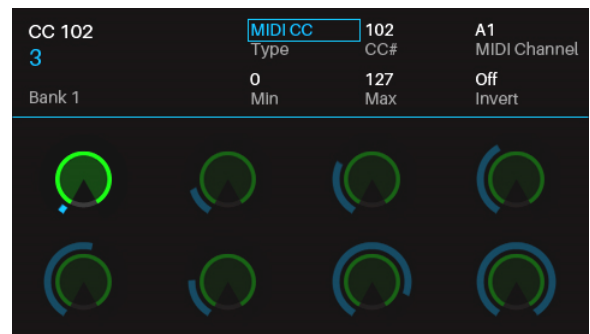 CC 102
3
Bank 1
MIDI CC 102 A1
Type CC# MIDI Channel
0 127 Off
Min Max Invert